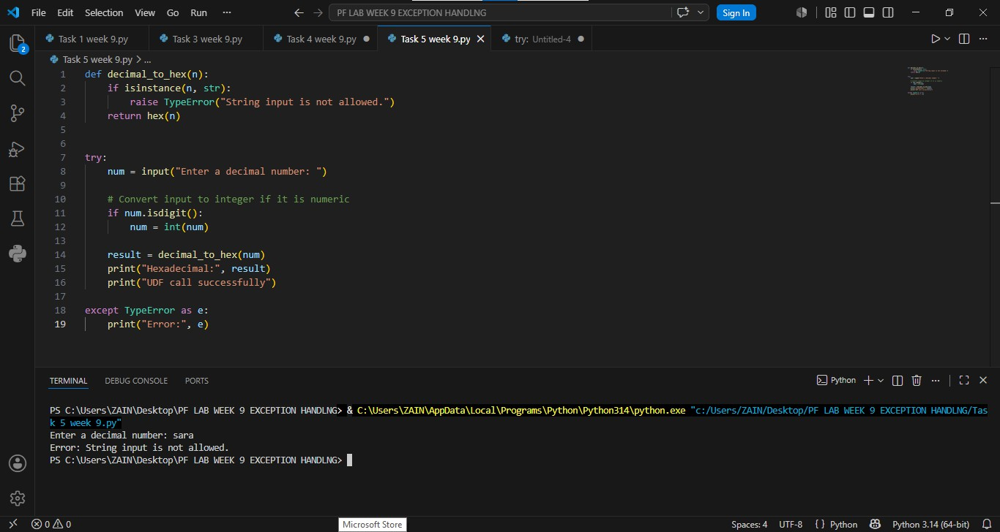 File Edit Selection View Go Run ··· PF LAB WEEK 9 EXCEPTION HANDLNG Sign In
Task 1 week 9.py Task 3 week 9.py Task 4 week 9.py Task 5 week 9.py try: Untitled-4
2
Task 5 week 9.py > ...
1 def decimal_to_hex(n):
2 if isinstance(n, str):
3 raise TypeError("String input is not allowed.")
4 return hex(n)
5
6
7 try:
8 num = input("Enter a decimal number: ")
9
10 # Convert input to integer if it is numeric
11 if num.isdigit():
12 num = int(num)
13
14 result = decimal_to_hex(num)
15 print("Hexadecimal:", result)
16 print("UDF call successfully")
17
18 except TypeError as e:
19 print("Error:", e)
TERMINAL DEBUG CONSOLE PORTS Python
PS C:\Users\ZAIN\Desktop\PF LAB WEEK 9 EXCEPTION HANDLNG> & C:\Users\ZAIN\AppData\Local\Programs\Python\Python314\python.exe "c:/Users/ZAIN/Desktop/PF LAB WEEK 9 EXCEPTION HANDLNG/Tas
k 5 week 9.py"
Enter a decimal number: sara
Error: String input is not allowed.
PS C:\Users\ZAIN\Desktop\PF LAB WEEK 9 EXCEPTION HANDLNG>
0 0 Microsoft Store Spaces: 4 UTF-8 {} Python Python 3.14 (64-bit)